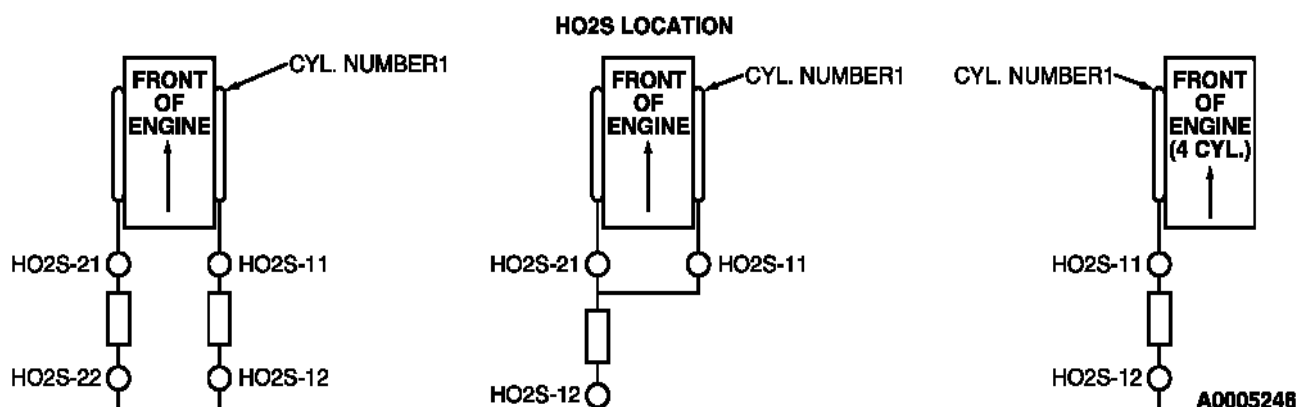 HO2S LOCATION
FRONT
OF
ENGINE
CYL. NUMBER1
HO2S-21
HO2S-11
HO2S-22
HO2S-12
FRONT
OF
ENGINE
CYL. NUMBER1
HO2S-21
HO2S-11
HO2S-12
CYL. NUMBER1
FRONT
OF
ENGINE
(4 CYL.)
HO2S-11
HO2S-12
A0005246